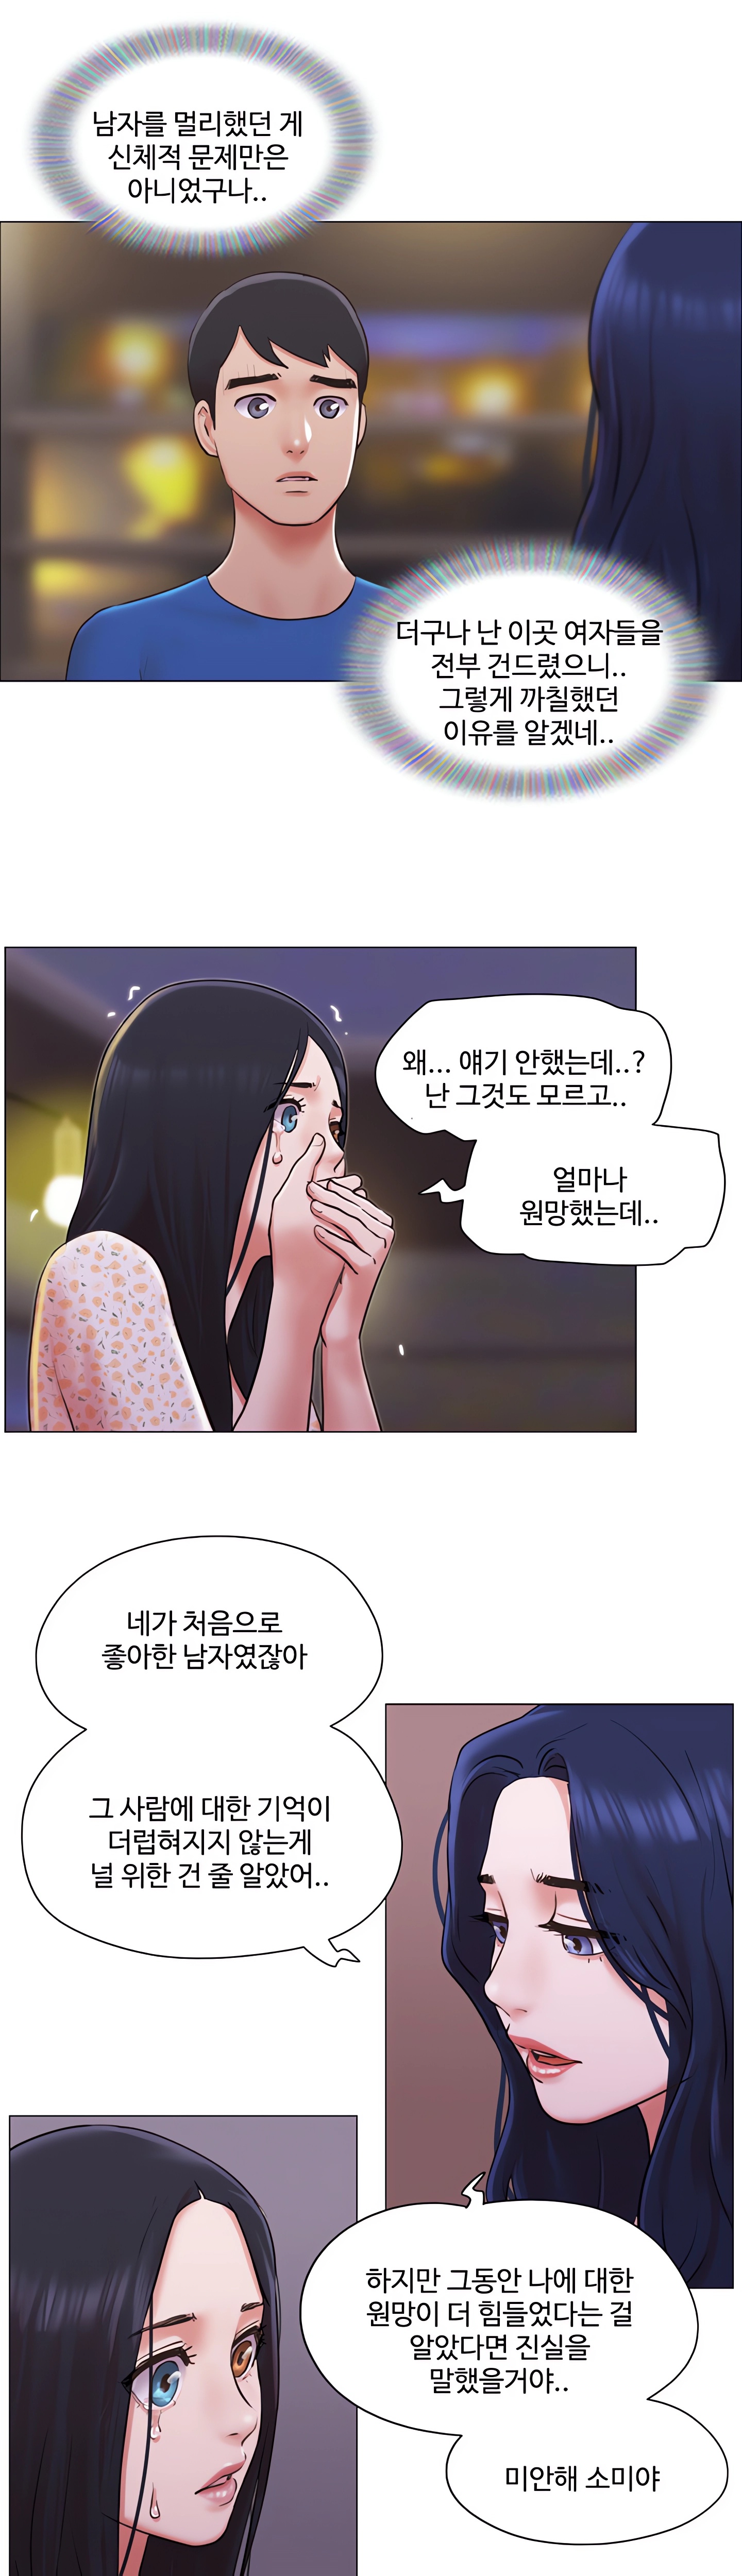 남자를 멀리했던 게
신체적 문제만은
아니었구나..
더구나 난 이곳 여자들을
전부 건드렸으니..
그렇게 까칠했던
이유를 알겠네..
왜... 얘기 안했는데..?
난 그것도 모르고..
얼마나
원망했는데..
네가 처음으로
좋아한 남자였잖아
그 사람에 대한 기억이
더럽혀지지 않는게
널 위한 건 줄 알았어..
하지만 그동안 나에 대한
원망이 더 힘들었다는 걸
알았다면 진실을
말했을거야..
미안해 소미야